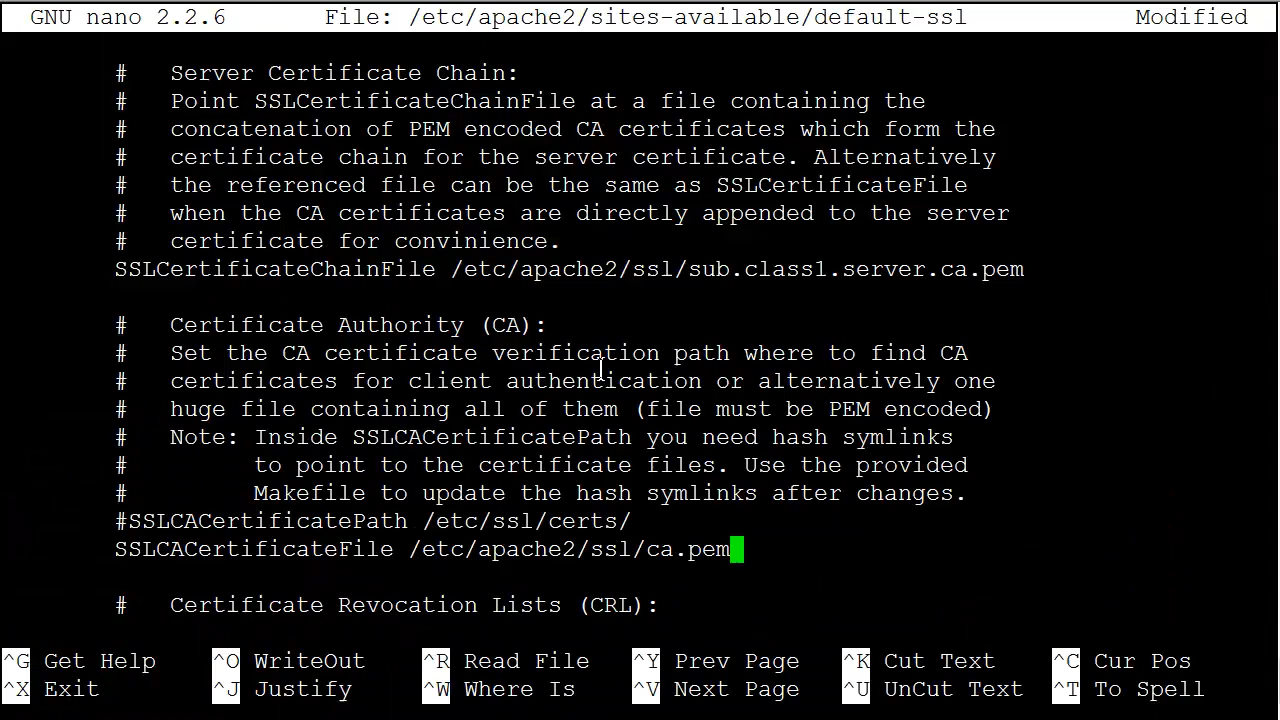 GNU nano 2.2.6 File: /etc/apache2/sites-available/default-ssl Modified
# Server Certificate Chain:
# Point SSLCertificateChainFile at a file containing the
# concatenation of PEM encoded CA certificates which form the
# certificate chain for the server certificate. Alternatively
# the referenced file can be the same as SSLCertificateFile
# when the CA certificates are directly appended to the server
# certificate for convinience.
SSLCertificateChainFile /etc/apache2/ssl/sub.class1.server.ca.pem
# Certificate Authority (CA):
# Set the CA certificate verification path where to find CA
# certificates for client authentication or alternatively one
# huge file containing all of them (file must be PEM encoded)
# Note: Inside SSLCACertificatePath you need hash symlinks
# to point to the certificate files. Use the provided
# Makefile to update the hash symlinks after changes.
#SSLCACertificatePath /etc/ssl/certs/
SSLCACertificateFile /etc/apache2/ssl/ca.pem
# Certificate Revocation Lists (CRL):
^G Get Help ^O WriteOut ^R Read File ^Y Prev Page ^K Cut Text ^C Cur Pos
^X Exit ^J Justify ^W Where Is ^V Next Page ^U UnCut Text ^T To Spell